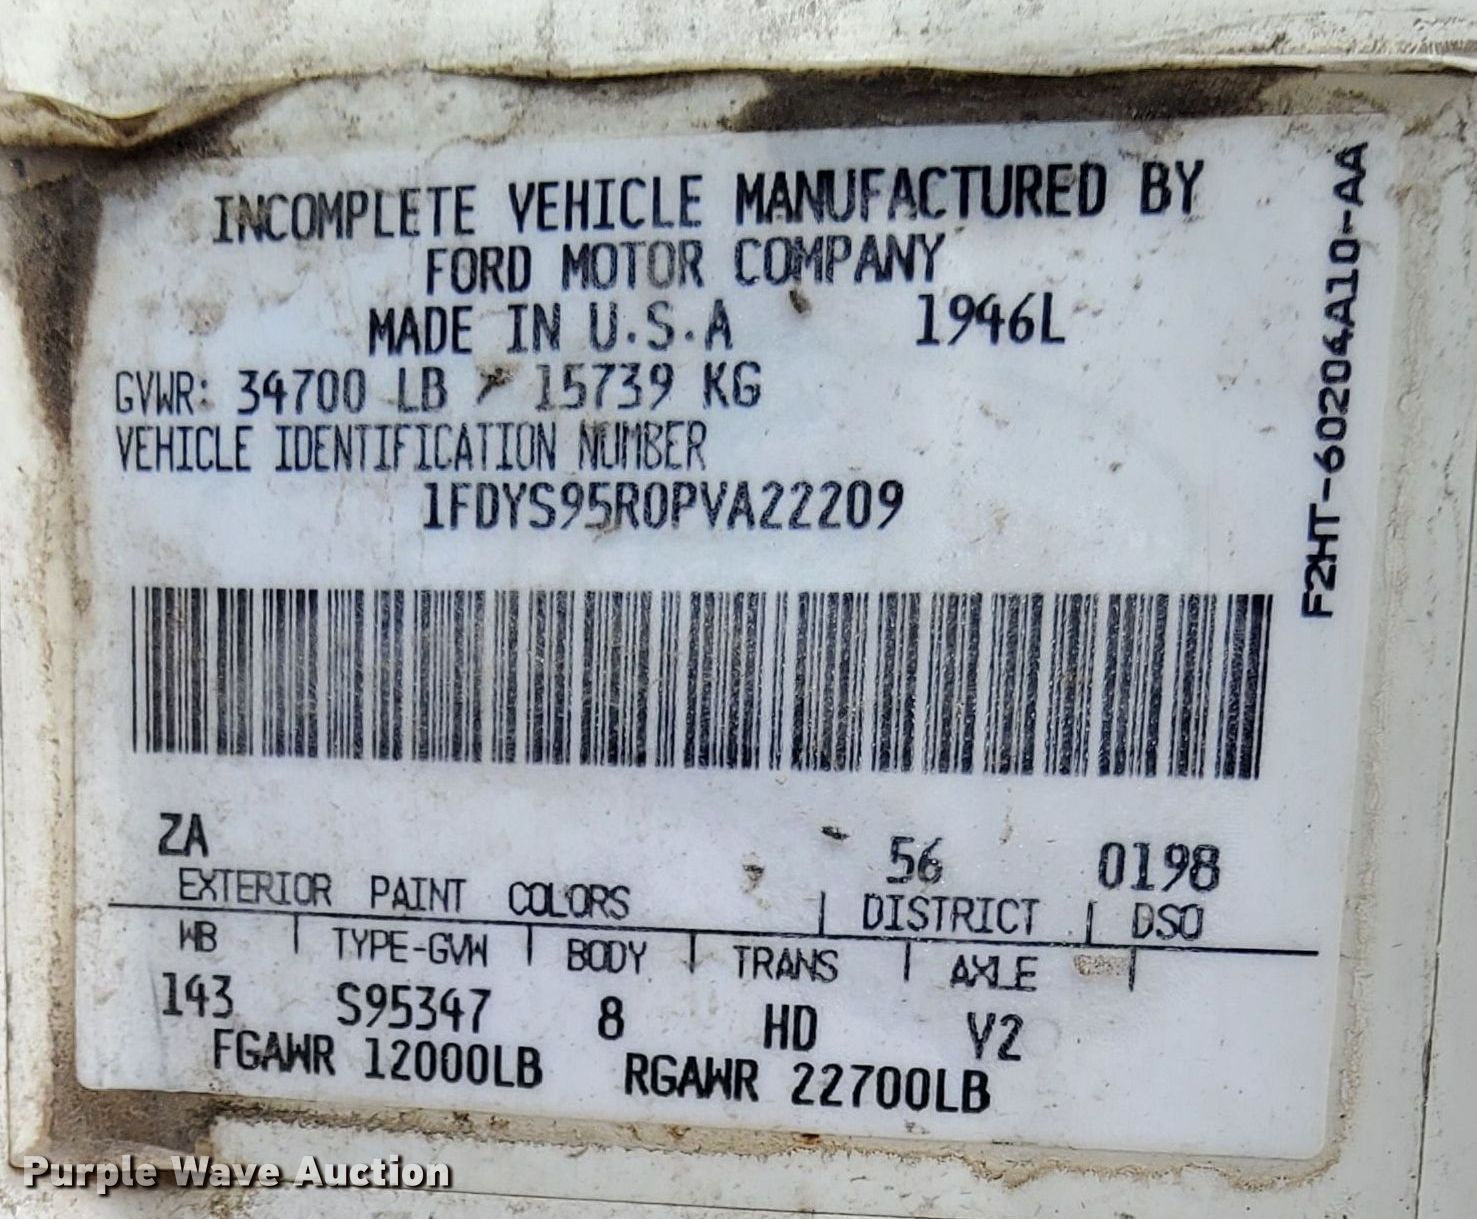 INCOMPLETE VEHICLE MANUFACTURED BY
FORD MOTOR COMPANY
MADE IN U.S.A 1946L
GVWR: 34700 LB > 15739 KG
VEHICLE IDENTIFICATION NUMBER
1FDYS95R0PVA22209
F2HT-60204A10-AA
ZA 56 0198
EXTERIOR PAINT COLORS | DISTRICT | DSO
WB | TYPE-GVW | BODY | TRANS | AXLE |
143 S95347 8 HD V2
FGAWR 12000LB RGAWR 22700LB
Purple Wave Auction